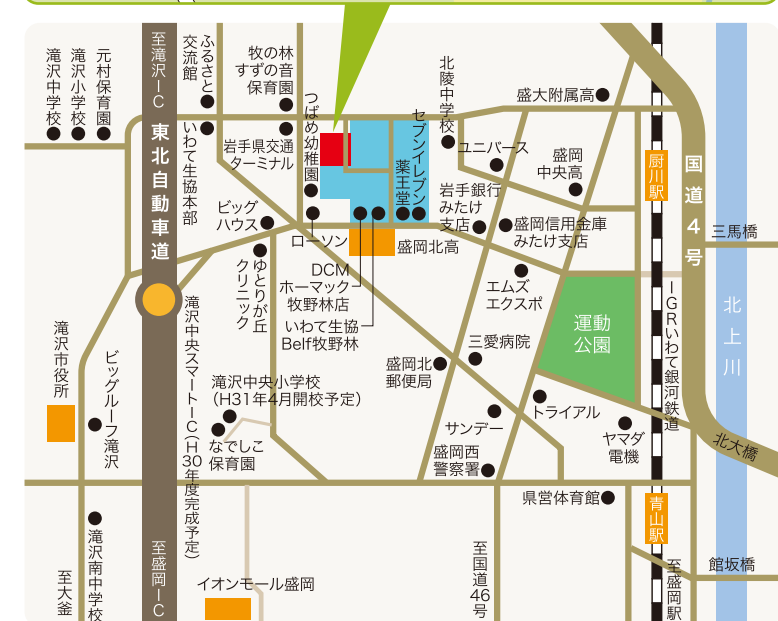 滝沢中学校
滝沢小学校
元村保育園
至滝沢IC
東北自動車道
ふるさと
交流館
いわて生協本部
牧の林
すずの音
保育園
岩手県交通
ターミナル
つばめ幼稚園
ビッグ
ハウス
ローソン
薬王堂
セブンイレブン
北陵中学校
盛大附属高
ユニバース
盛岡
中央高
厨川駅
国道4号
三馬橋
岩手銀行
みたけ
支店
盛岡信用金庫
みたけ支店
盛岡北高
DCM
ホーマック
牧野林店
いわて生協
Belf牧野林
ゆとりが丘
クリニック
エムズ
エクスポ
運動
公園
IGRいわて銀河鉄道
北上川
滝沢中央スマートIC(H30年度完成予定)
滝沢市役所
ビッグルーフ滝沢
滝沢中央小学校
(H31年4月開校予定)
なでしこ
保育園
盛岡北
郵便局
三愛病院
サンデー
トライアル
ヤマダ
電機
北大橋
盛岡西
警察署
県営体育館
青山駅
館坂橋
至盛岡駅
至国道46号
至盛岡IC
滝沢南中学校
至大釜
イオンモール盛岡